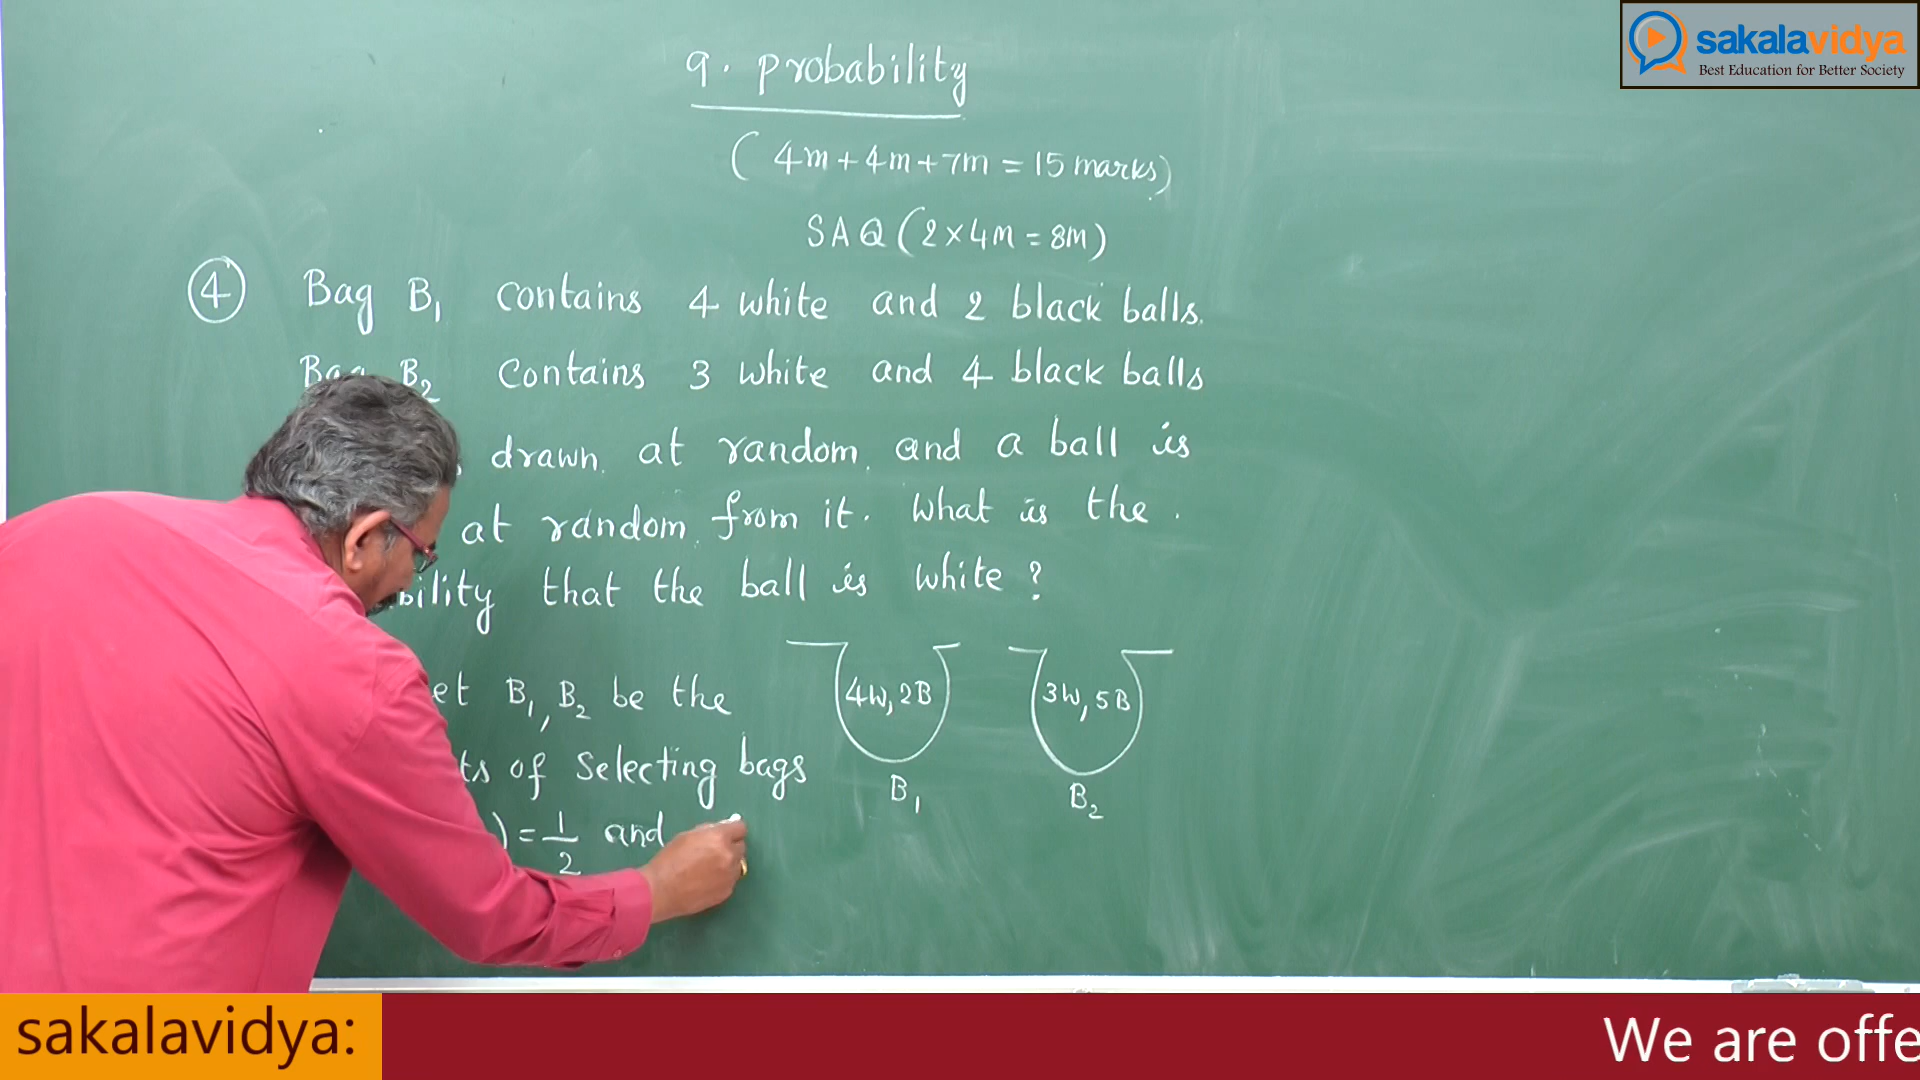 sakalavidya
Best Education for Better Society
9. probability
(4m + 4m + 7m = 15 marks)
SAQ (2 × 4m = 8m)
4 Bag B1 contains 4 white and 2 black balls.
Bag B2 contains 3 white and 4 black balls
drawn at random and a ball is
at random from it. What is the
that the ball is white?
B1, B2 be the
of selecting bags
) = 1/2 and
4W, 2B
B1
3W, 5B
B2
sakalavidya:
We are